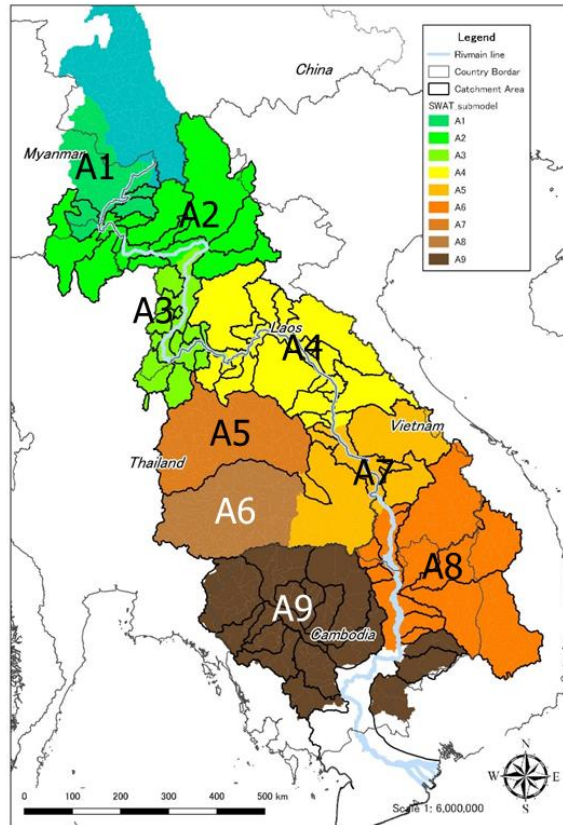 China
Legend
Rivmain line
Country Bordar
Catchment Area
SWAT submodel
A1
A2
A3
A4
A5
A6
A7
A8
A9
Myanmar
A1
A2
A3
Laos
A4
A5
Vietnam
Thailand
A7
A6
A8
A9
Cambodia
N
W
E
S
0 100 200 300 400 500 km
Scale 1: 6,000,000